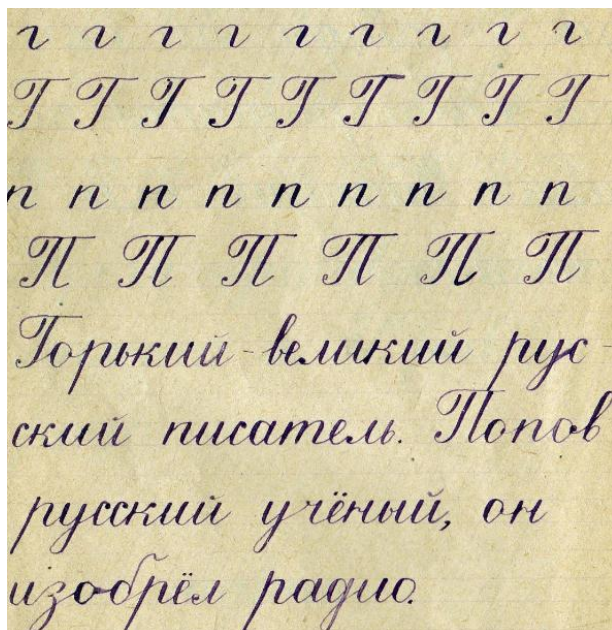 г г г г г г г г г
Г Г Г Г Г Г Г Г Г
п п п п п п п п п
П П П П П П
Горький - великий рус-
ский писатель. Попов
русский учёный, он
изобрёл радио.